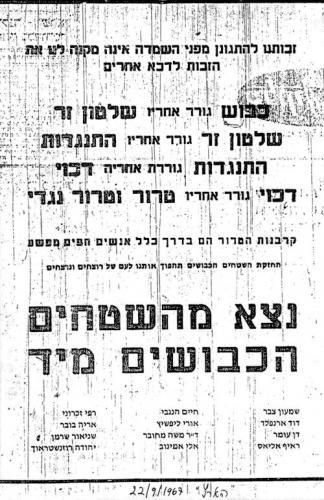 זכותנו להתגונן מפני השמדה אינה מקנה לנו את
הזכות לדכא אחרים
כיבוש גורר אחריו שלטון זר
שלטון זר גורר אחריו התנגדות
התנגדות גוררת אחריה דכוי
דכוי גורר אחריו טרור וטרור נגדי
קרבנות הטרור הם בדרך כלל אנשים חפים מפשע
החזקת השטחים הכבושים תהפוך אותנו לעם של רוצחים ונרצחים
נצא מהשטחים
הכבושים מיד
שמעון צבר
דוד ארנפלד
דן עומר
ראיף אליאס
חיים הנגבי
אורי ליפשיץ
ד״ר משה מחובר
אלי אמינוב
רפי זכרוני
אריה בובר
שניאור שרמן
יהודה רוזנשטראוך
"הארץ" 22/9/1967